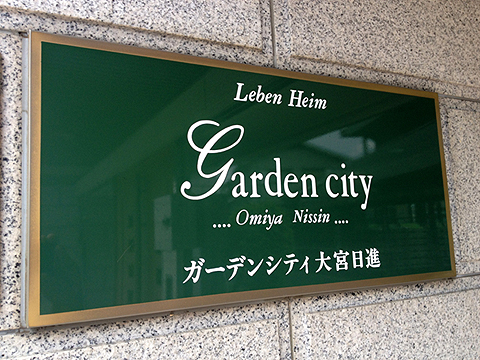 Leben Heim
Garden city
.... Omiya Nissin ....
ガーデンシティ大宮日進